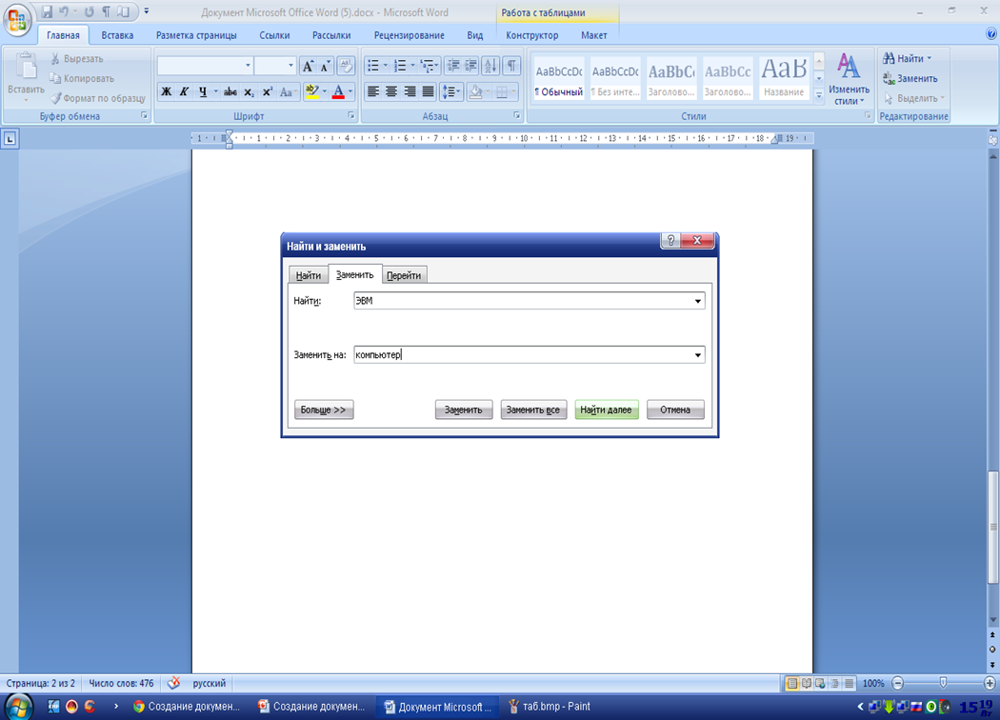 Документ Microsoft Office Word (5).docx - Microsoft Word
Работа с таблицами
Главная Вставка Разметка страницы Ссылки Рассылки Рецензирование Вид Конструктор Макет
Вставить
Вырезать
Копировать
Формат по образцу
Буфер обмена
Ж К Ч abc x₂ x² Aa ab A
Шрифт
Абзац
AaBbCcDc AaBbCcDc AaBbC AaBbCc AaB
¶ Обычный ¶ Без инте... Заголово... Заголово... Название
Изменить стили
Стили
Найти
Заменить
Выделить
Редактирование
1 1 2 3 4 5 6 7 8 9 10 11 12 13 14 15 16 17 18 19
Найти и заменить
Найти Заменить Перейти
Найти: ЭВМ
Заменить на: компьютер
Больше >> Заменить Заменить все Найти далее Отмена
Страница: 2 из 2 Число слов: 476 русский 100%
Создание докумен... Создание докумен... Документ Microsoft ... таб.bmp - Paint 15 19